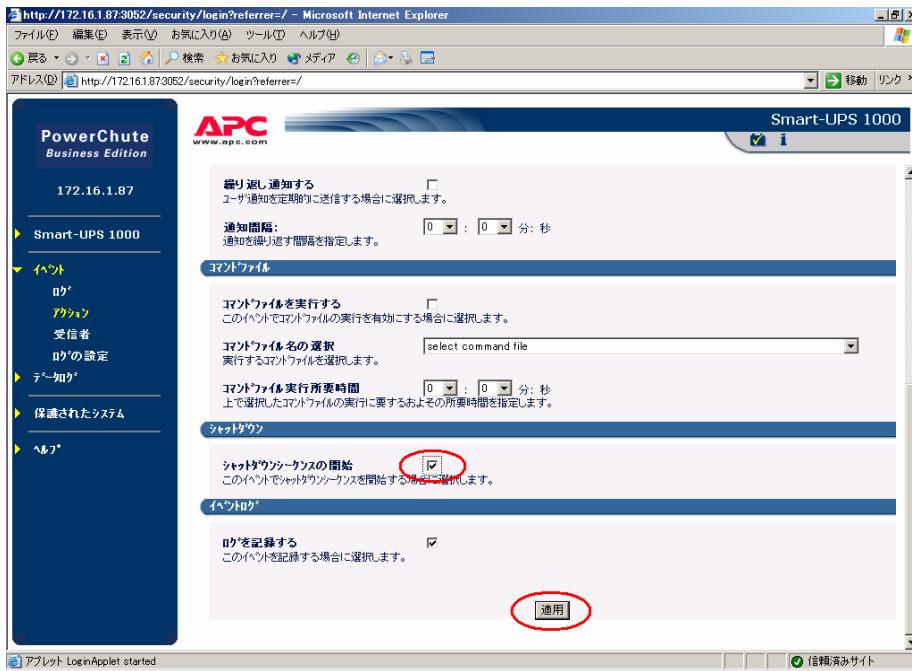 http://172.16.1.87:3052/security/login?referrer=/ - Microsoft Internet Explorer
ファイル(F) 編集(E) 表示(V) お気に入り(A) ツール(T) ヘルプ(H)
戻る 検索 お気に入り メディア
アドレス(D) http://172.16.1.87:3052/security/login?referrer=/ 移動 リンク »
PowerChute
Business Edition
172.16.1.87
Smart-UPS 1000
イベント
ログ
アクション
受信者
ログの設定
データログ
保護されたシステム
ヘルプ
APC
www.apc.com
Smart-UPS 1000
繰り返し通知する
ユーザ通知を定期的に送信する場合に選択します。
通知間隔: 0 : 0 分: 秒
通知を繰り返す間隔を指定します。
コマンドファイル
コマンドファイルを実行する
このイベントでコマンドファイルの実行を有効にする場合に選択します。
コマンドファイル名の選択 select command file
実行するコマンドファイルを選択します。
コマンドファイル実行所要時間 0 : 0 分: 秒
上で選択したコマンドファイルの実行に要するおよその所要時間を指定します。
シャットダウン
シャットダウンシーケンスの開始
このイベントでシャットダウンシーケンスを開始する場合に選択します。
イベントログ
ログを記録する
このイベントを記録する場合に選択します。
適用
アプレット LoginApplet started 信頼済みサイト